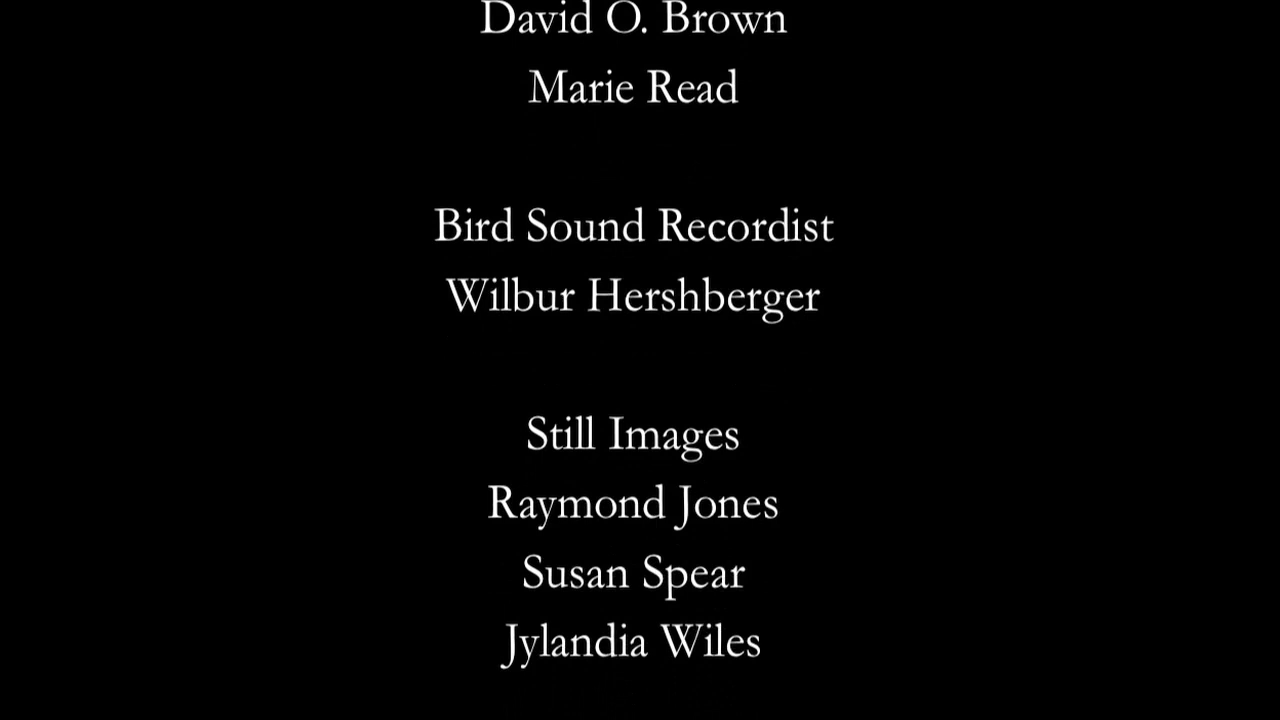 David O. Brown
Marie Read
Bird Sound Recordist
Wilbur Hershberger
Still Images
Raymond Jones
Susan Spear
Jylandia Wiles